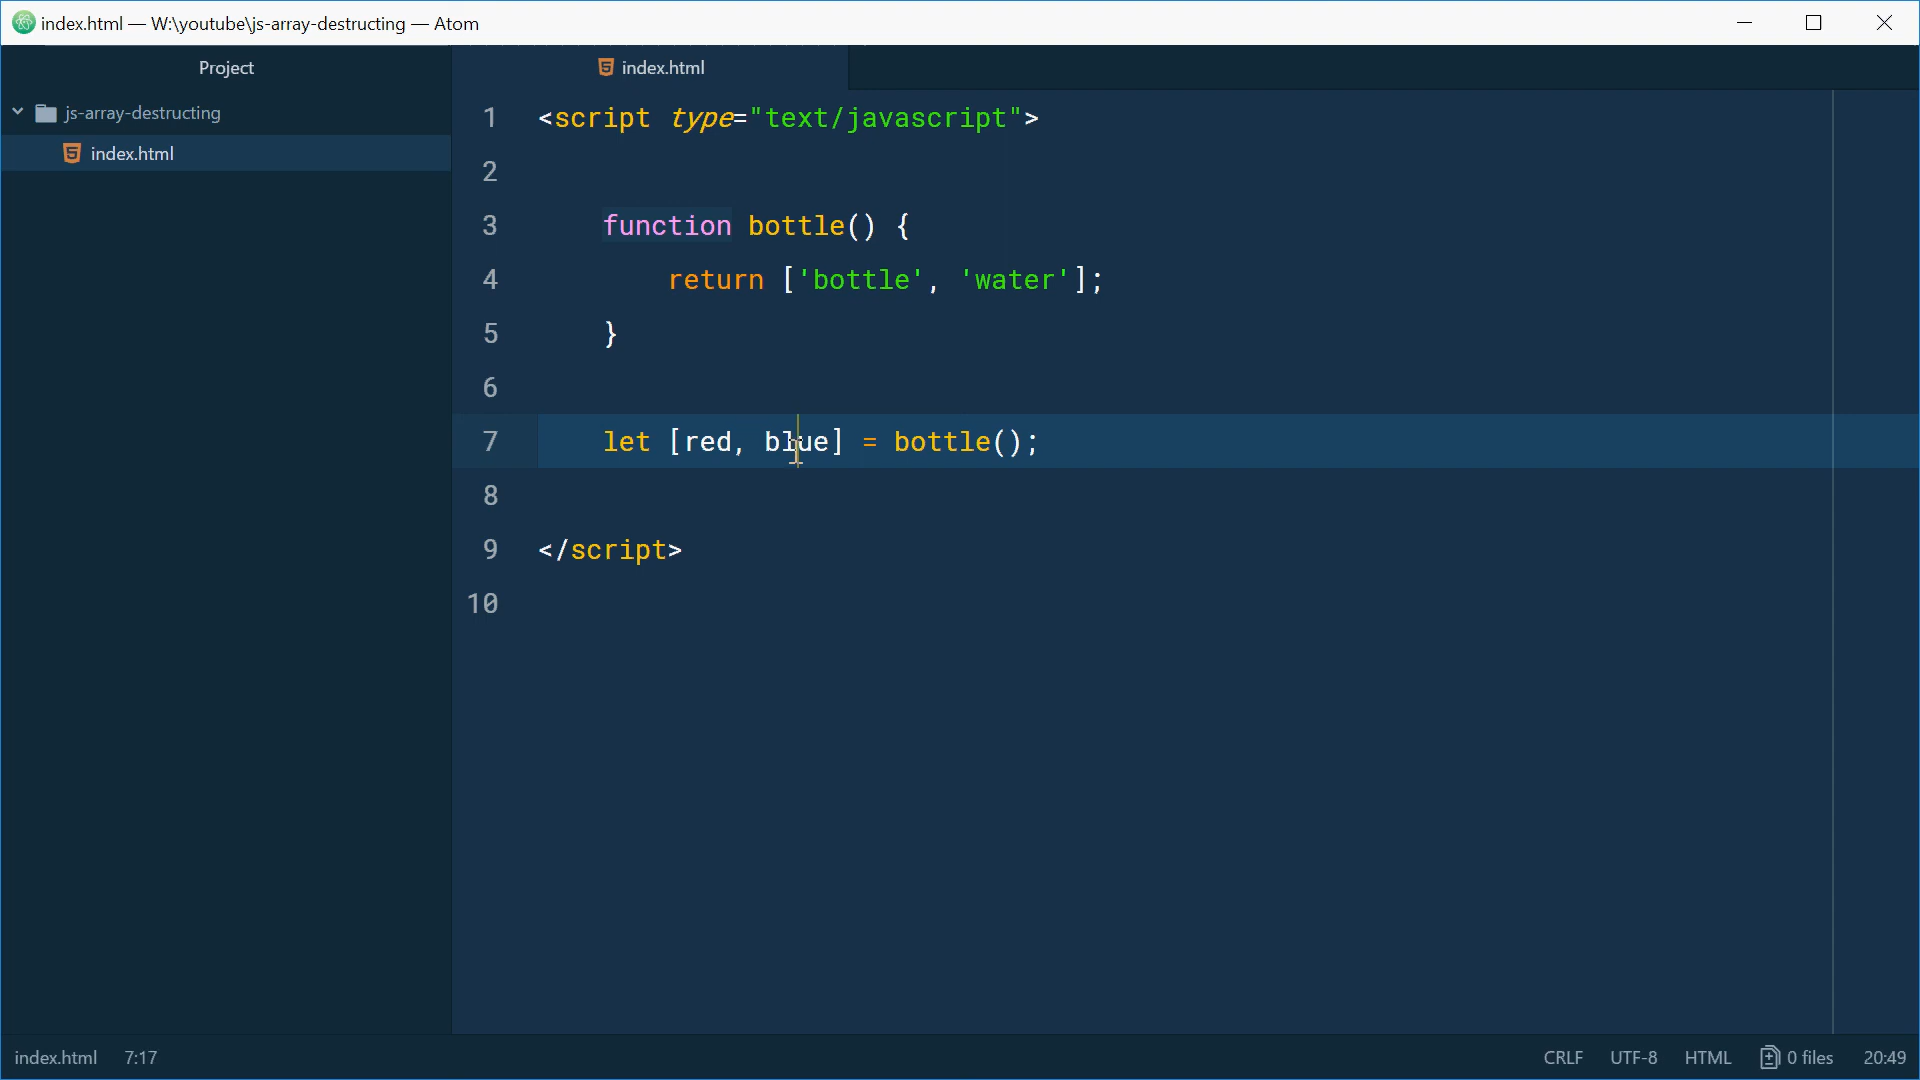 index.html — W:\youtube\js-array-destructing — Atom
Project
index.html
js-array-destructing
index.html
1 <script type="text/javascript">
2
3 function bottle() {
4 return ['bottle', 'water'];
5 }
6
7 let [red, blue] = bottle();
8
9 </script>
10
index.html 7:17 CRLF UTF-8 HTML 0 files 20:49